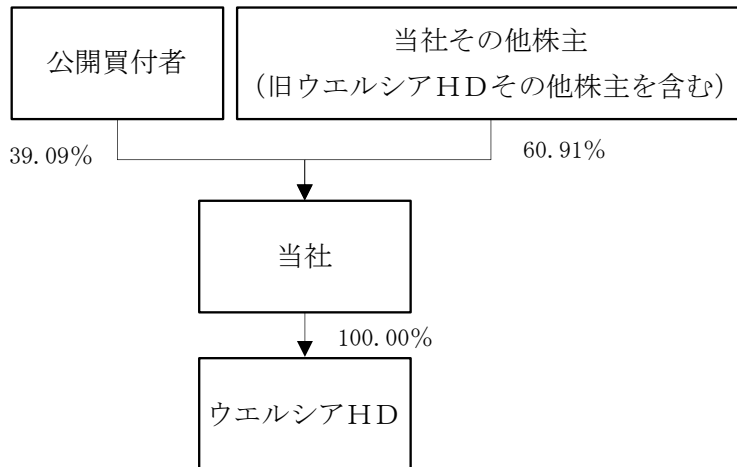 公開買付者
当社その他株主
(旧ウエルシアHDその他株主を含む)
39.09%
60.91%
当社
100.00%
ウエルシアHD